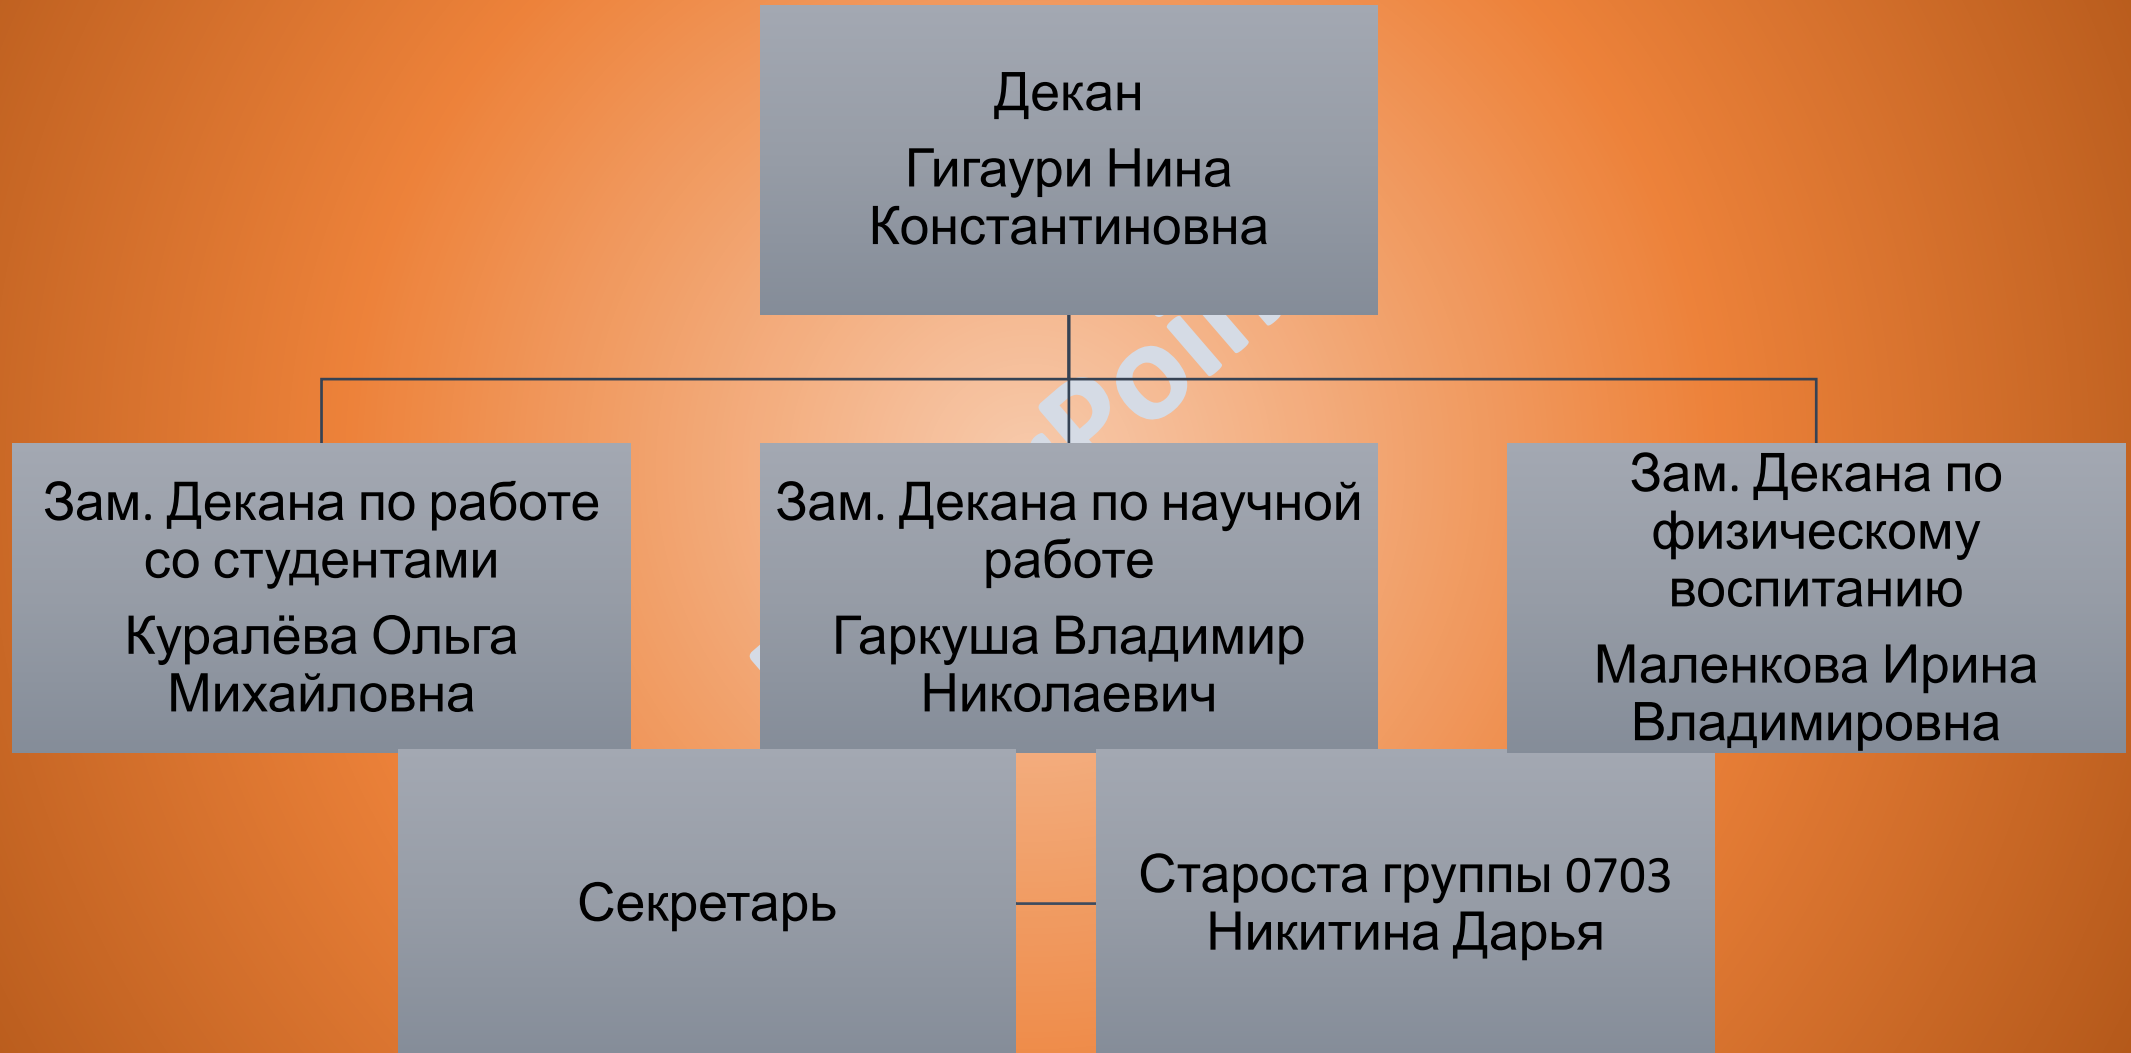 Декан
Гигаури Нина
Константиновна
Зам. Декана по работе
со студентами
Куралёва Ольга
Михайловна
Зам. Декана по научной
работе
Гаркуша Владимир
Николаевич
Зам. Декана по
физическому
воспитанию
Маленкова Ирина
Владимировна
Секретарь
Староста группы 0703
Никитина Дарья